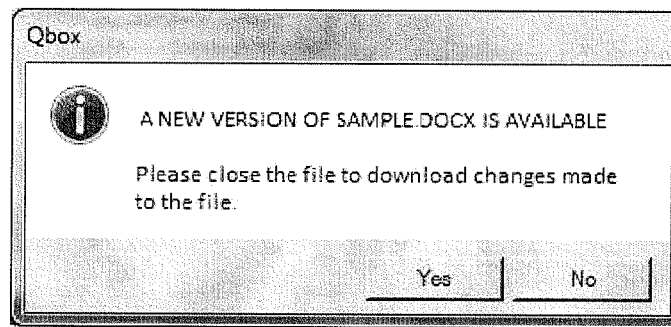 Qbox
A NEW VERSION OF SAMPLE.DOCX IS AVAILABLE
Please close the file to download changes made
to the file.
Yes
No